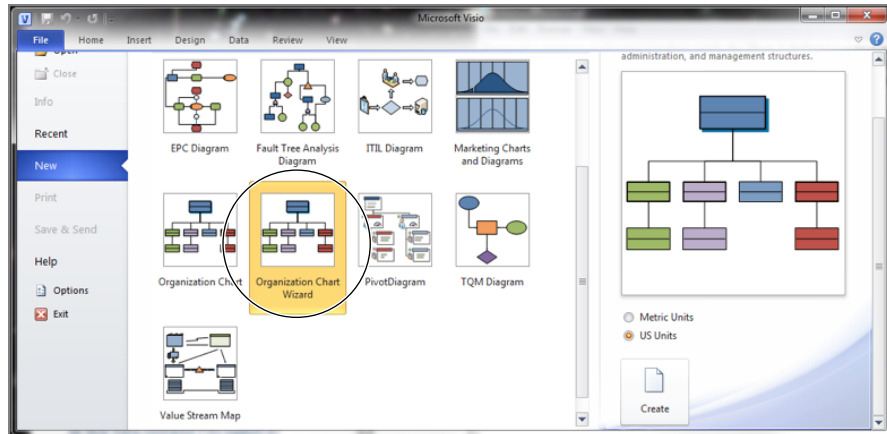 Microsoft Visio
File Home Insert Design Data Review View
Open
Close
Info
Recent
New
Print
Save & Send
Help
Options
Exit
EPC Diagram
Fault Tree Analysis
Diagram
ITIL Diagram
Marketing Charts
and Diagrams
Organization Chart
Organization Chart
Wizard
PivotDiagram
TQM Diagram
Value Stream Map
administration, and management structures.
Metric Units
US Units
Create